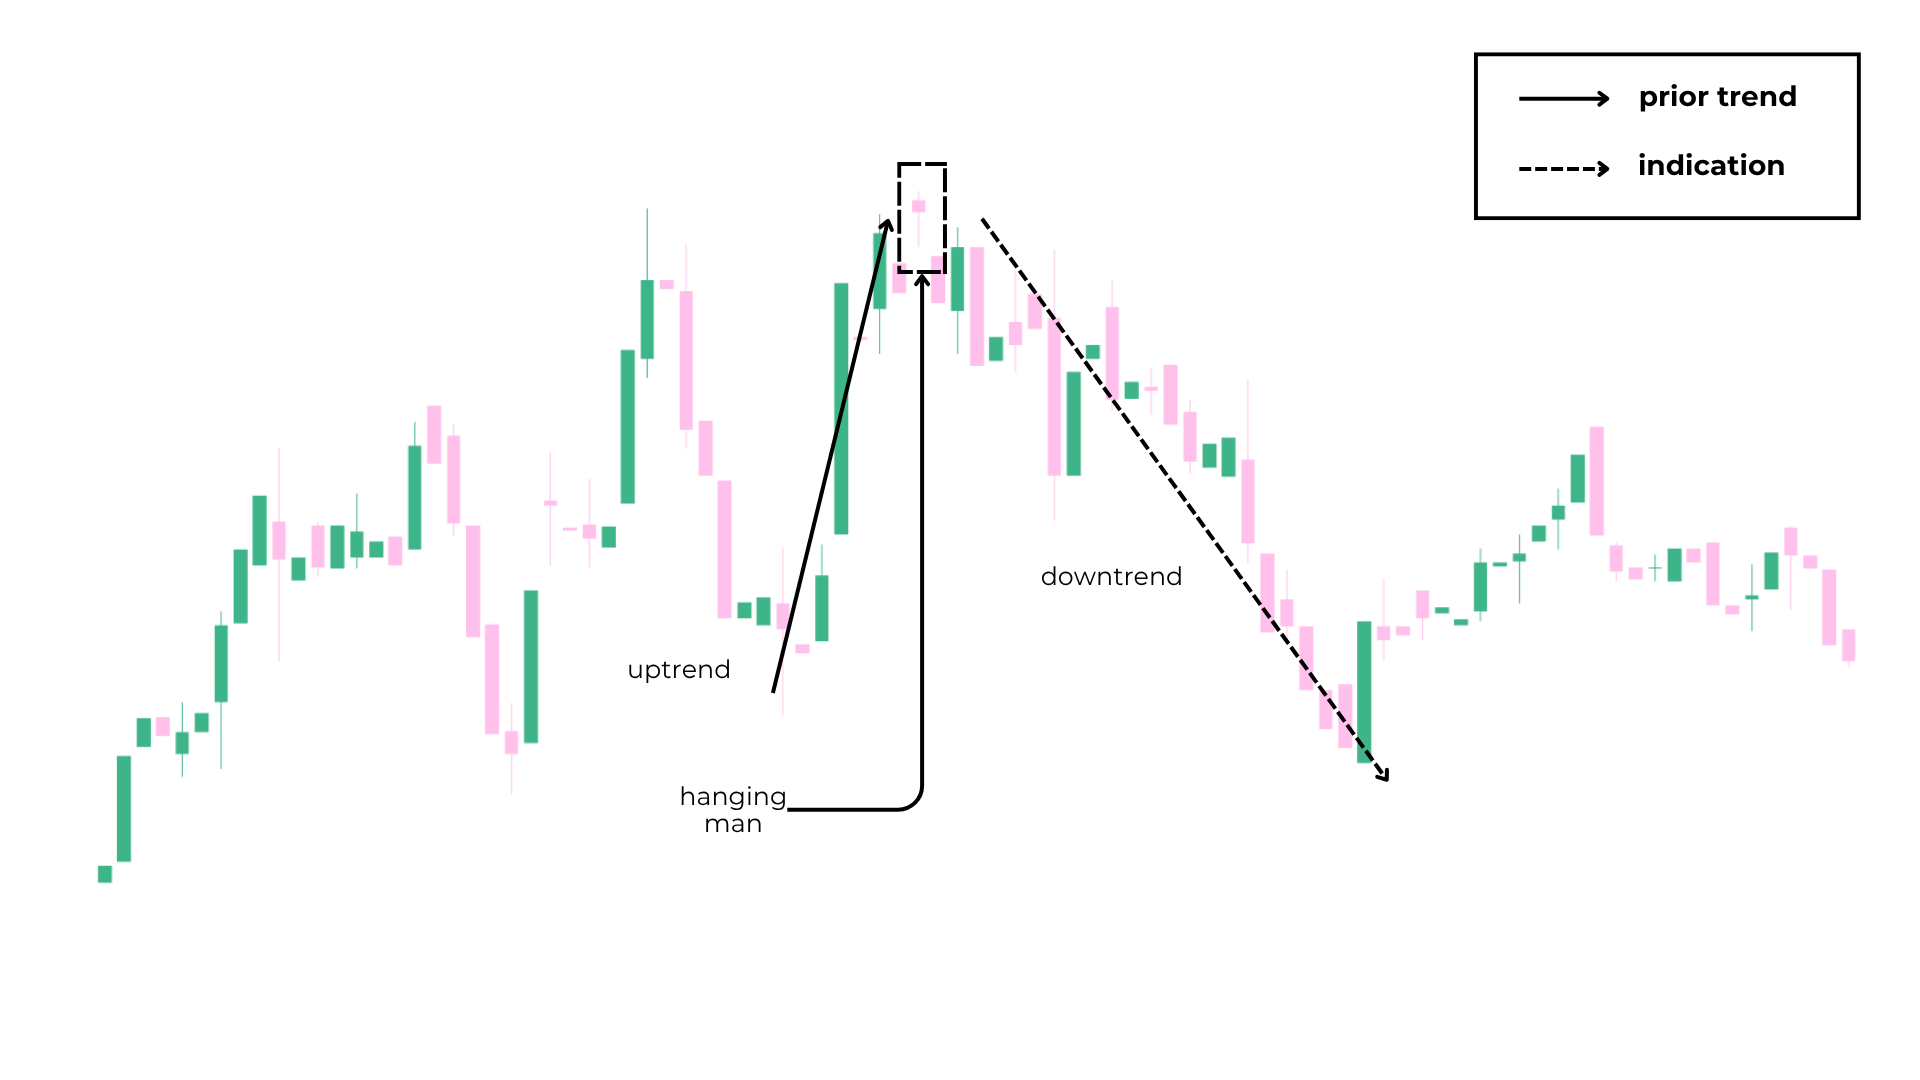 prior trend
indication
downtrend
uptrend
hanging
man